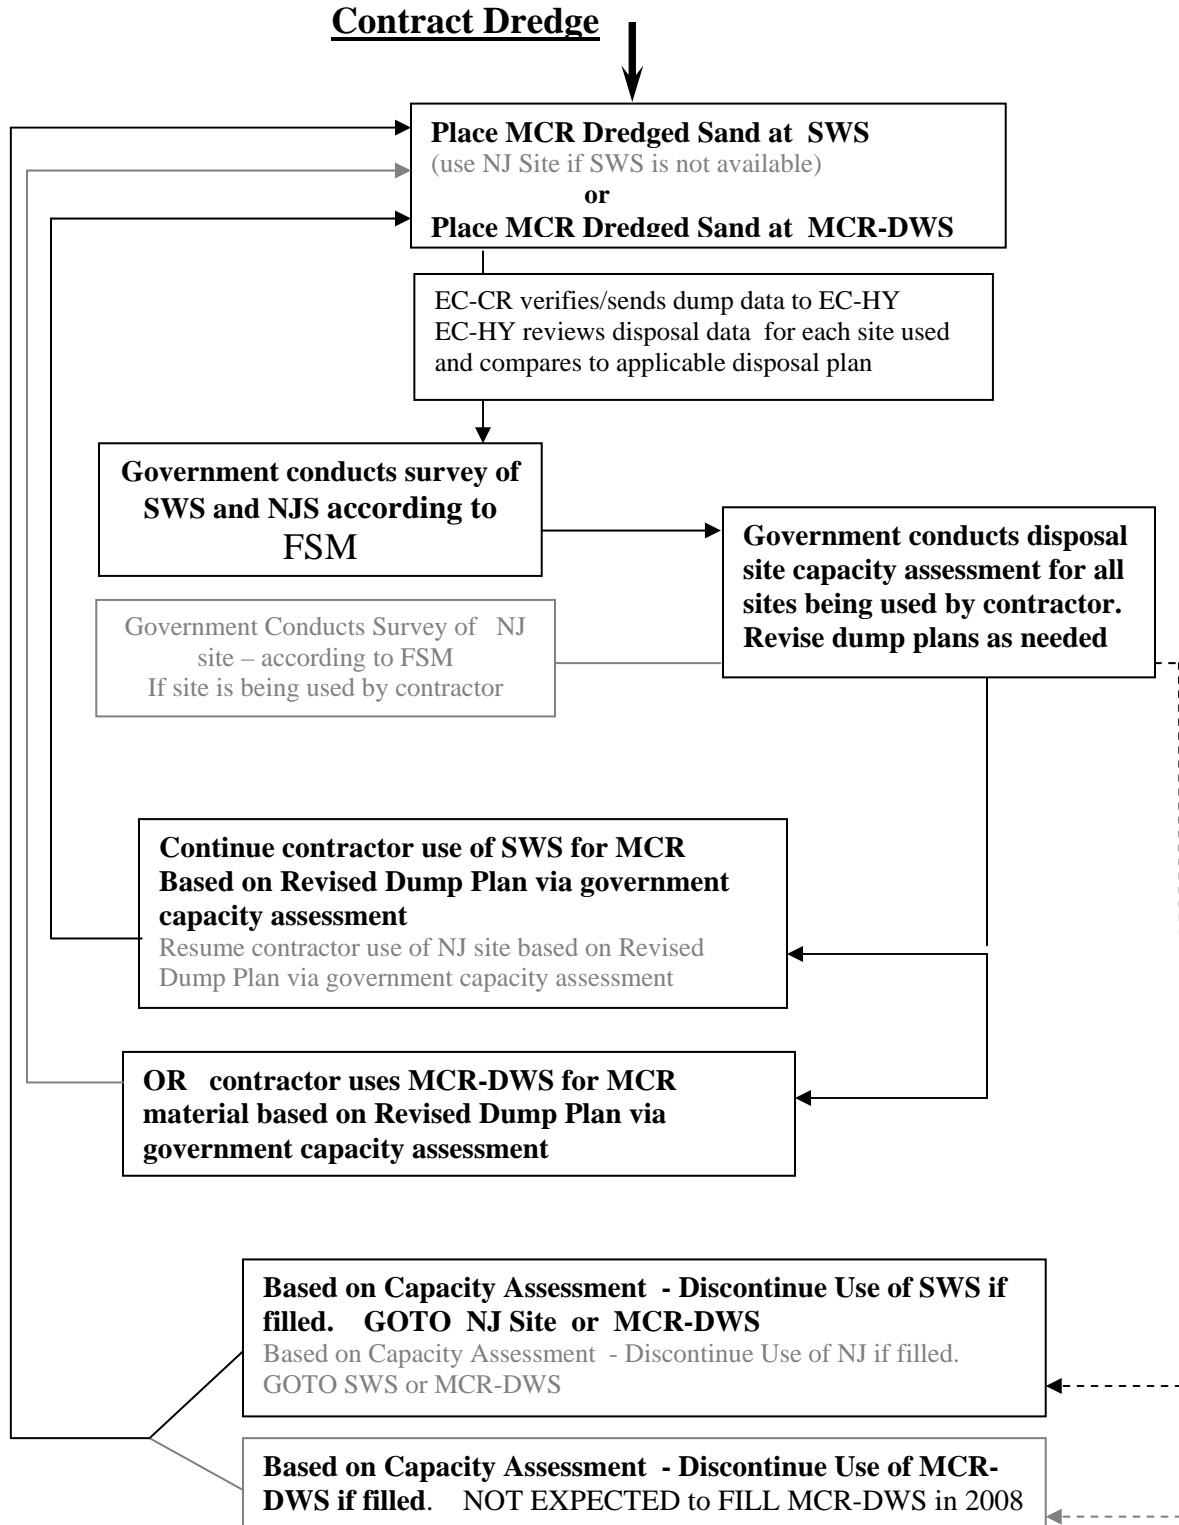 Contract Dredge
Place MCR Dredged Sand at SWS
(use NJ Site if SWS is not available)
or
Place MCR Dredged Sand at MCR-DWS
EC-CR verifies/sends dump data to EC-HY
EC-HY reviews disposal data for each site used
and compares to applicable disposal plan
Government conducts survey of
SWS and NJS according to
FSM
Government conducts disposal
site capacity assessment for all
sites being used by contractor.
Revise dump plans as needed
Government Conducts Survey of NJ
site – according to FSM
If site is being used by contractor
Continue contractor use of SWS for MCR
Based on Revised Dump Plan via government
capacity assessment
Resume contractor use of NJ site based on Revised
Dump Plan via government capacity assessment
OR contractor uses MCR-DWS for MCR
material based on Revised Dump Plan via
government capacity assessment
Based on Capacity Assessment - Discontinue Use of SWS if
filled. GOTO NJ Site or MCR-DWS
Based on Capacity Assessment - Discontinue Use of NJ if filled.
GOTO SWS or MCR-DWS
Based on Capacity Assessment - Discontinue Use of MCR-
DWS if filled. NOT EXPECTED to FILL MCR-DWS in 2008